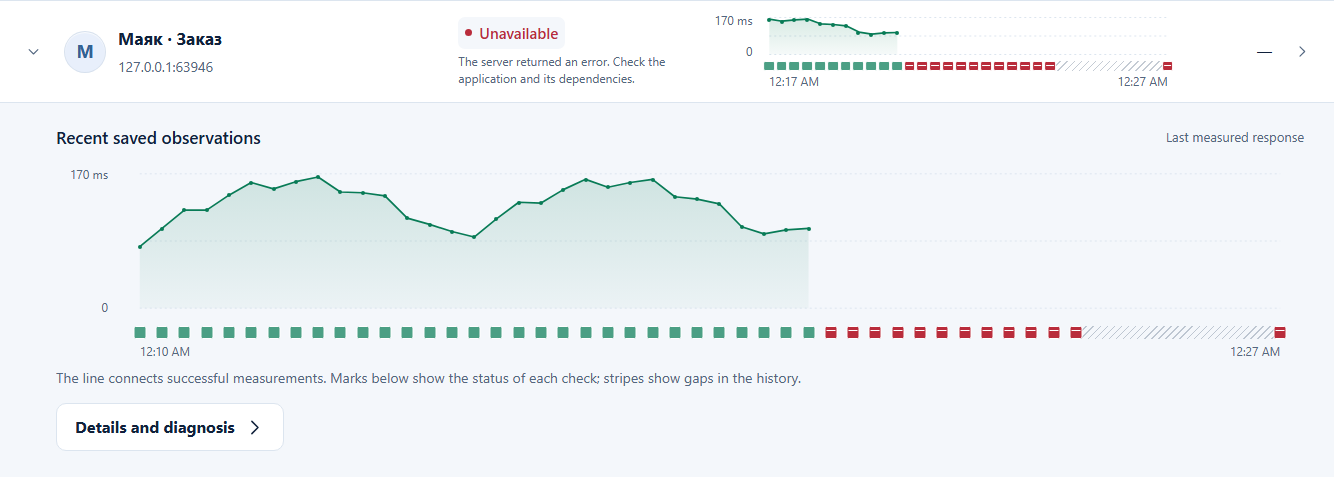 M
Маяк · Заказ
127.0.0.1:63946
Unavailable
The server returned an error. Check the
application and its dependencies.
170 ms
0
12:17 AM
12:27 AM
—
Recent saved observations
Last measured response
170 ms
0
12:10 AM
12:27 AM
The line connects successful measurements. Marks below show the status of each check; stripes show gaps in the history.
Details and diagnosis